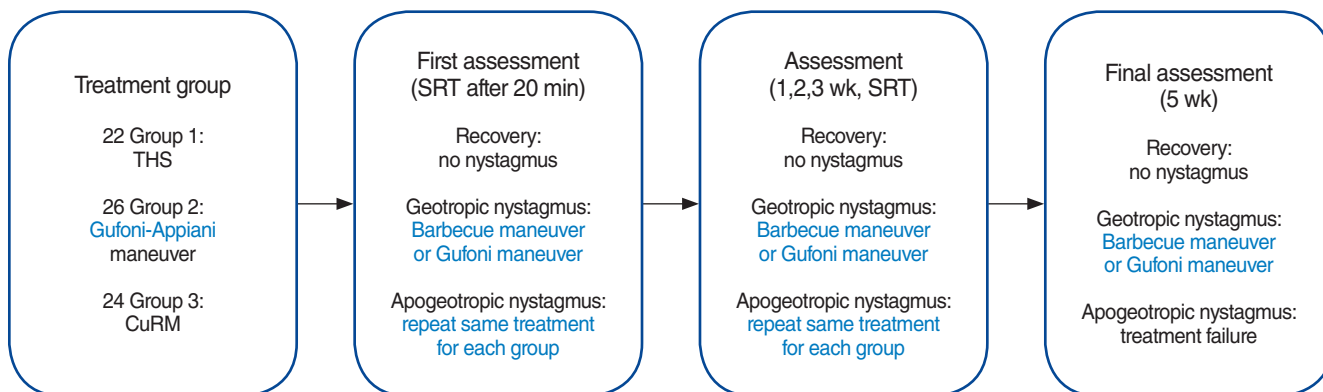 Treatment group
22 Group 1:
THS
26 Group 2:
Gufoni-Appiani
maneuver
24 Group 3:
CuRM
First assessment
(SRT after 20 min)
Recovery:
no nystagmus
Geotropic nystagmus:
Barbecue maneuver
or Gufoni maneuver
Apogeotropic nystagmus:
repeat same treatment
for each group
Assessment
(1,2,3 wk, SRT)
Recovery:
no nystagmus
Geotropic nystagmus:
Barbecue maneuver
or Gufoni maneuver
Apogeotropic nystagmus:
repeat same treatment
for each group
Final assessment
(5 wk)
Recovery:
no nystagmus
Geotropic nystagmus:
Barbecue maneuver
or Gufoni maneuver
Apogeotropic nystagmus:
treatment failure